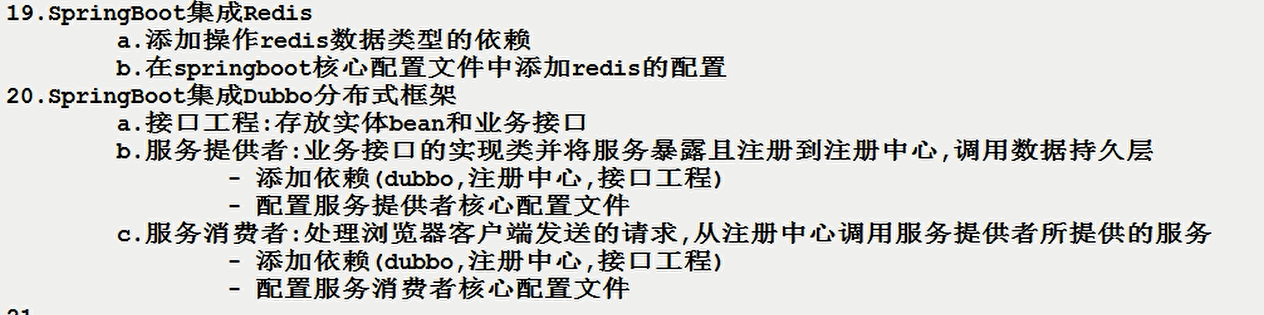 19.SpringBoot集成Redis
a.添加操作redis数据类型的依赖
b.在springboot核心配置文件中添加redis的配置
20.SpringBoot集成Dubbo分布式框架
a.接口工程:存放实体bean和业务接口
b.服务提供者:业务接口的实现类并将服务暴露且注册到注册中心,调用数据持久层
- 添加依赖(dubbo,注册中心,接口工程)
- 配置服务提供者核心配置文件
c.服务消费者:处理浏览器客户端发送的请求,从注册中心调用服务提供者所提供的服务
- 添加依赖(dubbo,注册中心,接口工程)
- 配置服务消费者核心配置文件